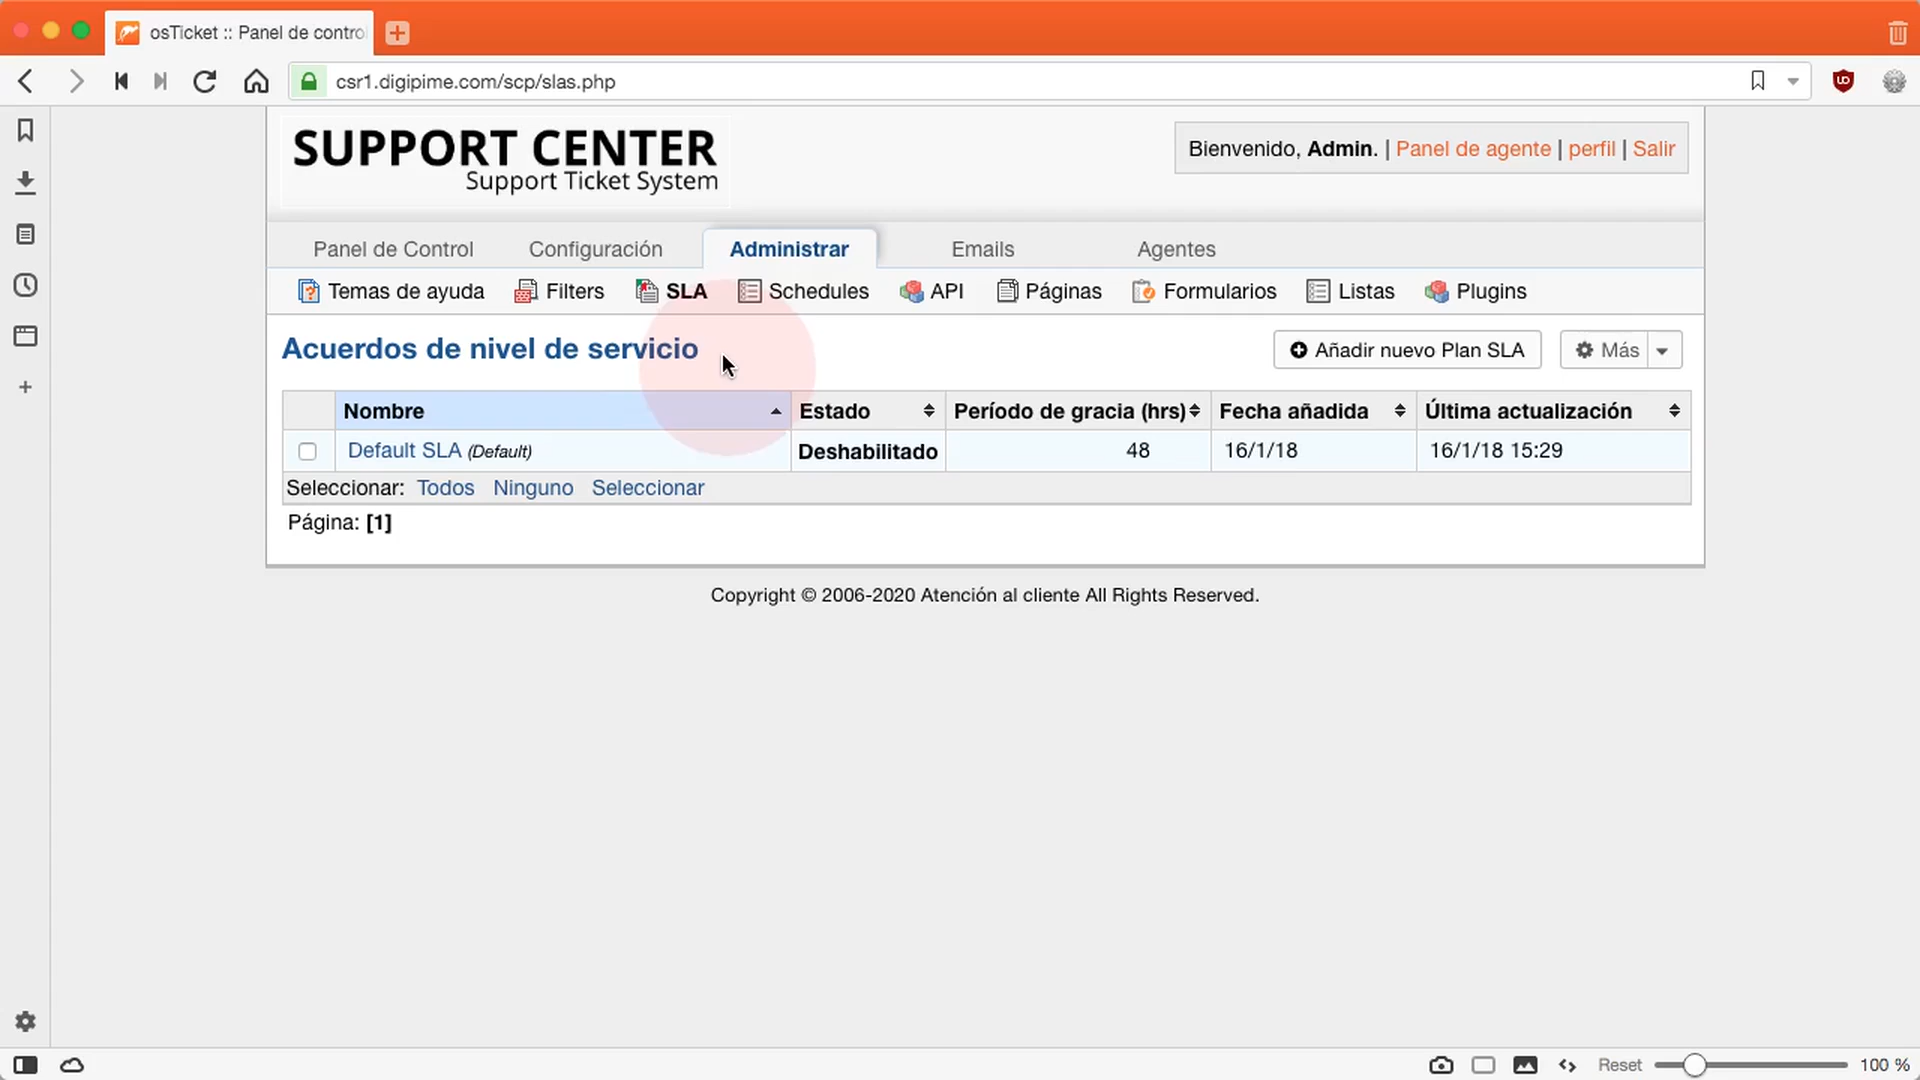 osTicket :: Panel de contro
csr1.digipime.com/scp/slas.php
SUPPORT CENTER
Support Ticket System
Bienvenido, Admin. | Panel de agente | perfil | Salir
Panel de Control Configuración Administrar Emails Agentes
Temas de ayuda Filters SLA Schedules API Páginas Formularios Listas Plugins
Acuerdos de nivel de servicio
Añadir nuevo Plan SLA Más
Nombre Estado Período de gracia (hrs) Fecha añadida Última actualización
Default SLA (Default) Deshabilitado 48 16/1/18 16/1/18 15:29
Seleccionar: Todos Ninguno Seleccionar
Página: [1]
Copyright © 2006-2020 Atención al cliente All Rights Reserved.
Reset 100 %